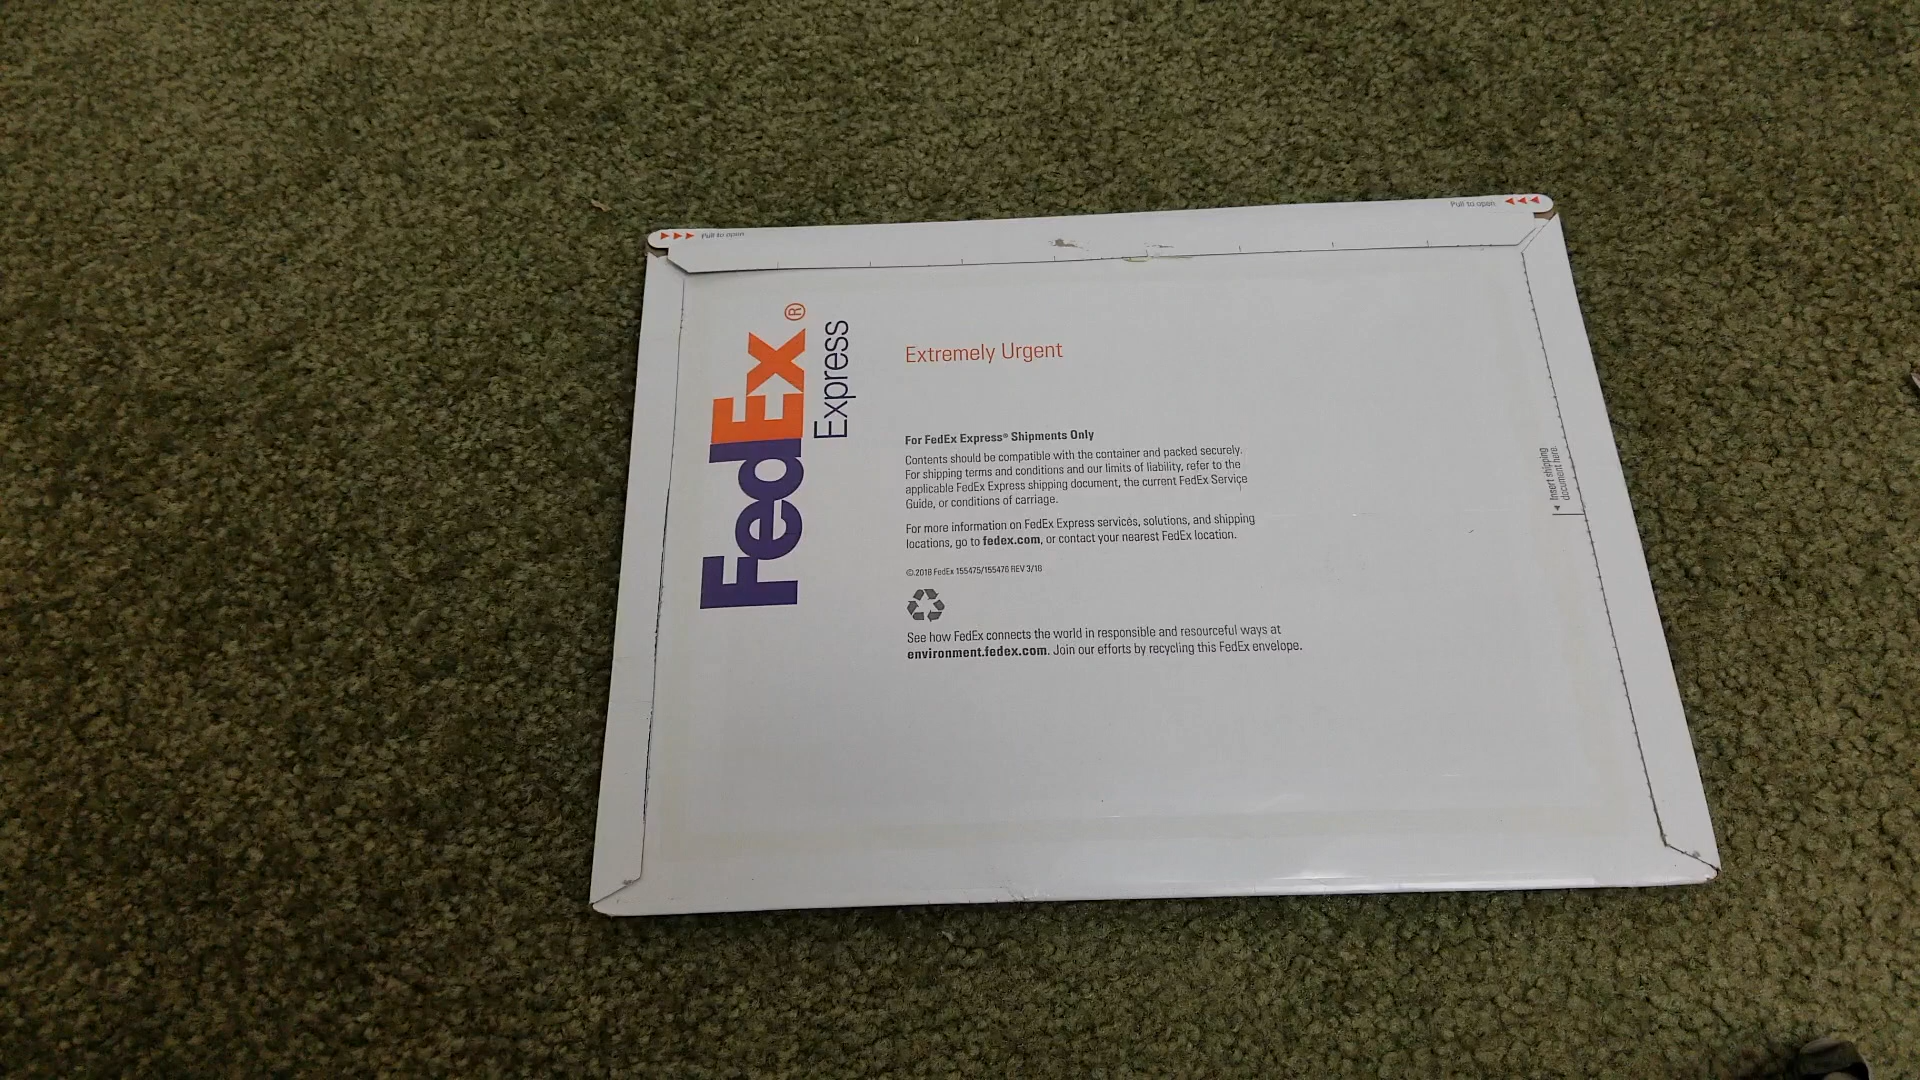 Pull to open
Pull to open
FedEx®
Express
Extremely Urgent
For FedEx Express® Shipments Only
Contents should be compatible with the container and packed securely.
For shipping terms and conditions and our limits of liability, refer to the
applicable FedEx Express shipping document, the current FedEx Service
Guide, or conditions of carriage.
For more information on FedEx Express services, solutions, and shipping
locations, go to fedex.com, or contact your nearest FedEx location.
© 2018 FedEx 155475/155476 REV 3/18
See how FedEx connects the world in responsible and resourceful ways at
environment.fedex.com. Join our efforts by recycling this FedEx envelope.
Insert shipping
document here.